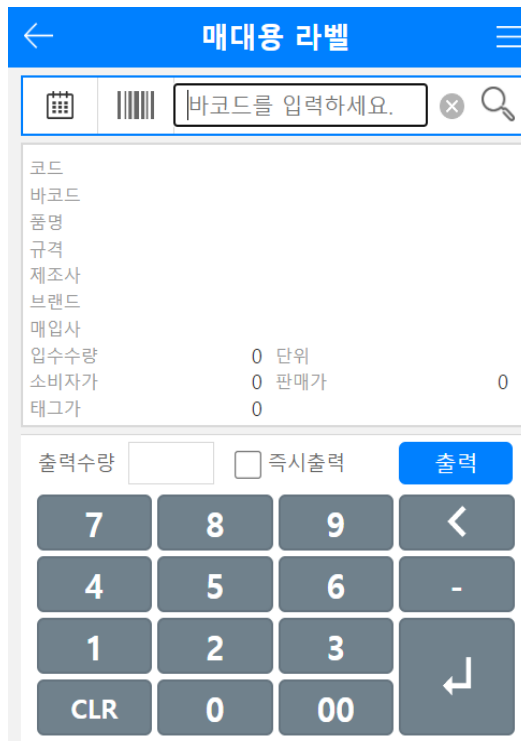 매대용 라벨
바코드를 입력하세요.
코드
바코드
품명
규격
제조사
브랜드
매입사
입수수량 0 단위
소비자가 0 판매가 0
태그가 0
출력수량 즉시출력 출력
7 8 9
4 5 6 -
1 2 3
CLR 0 00